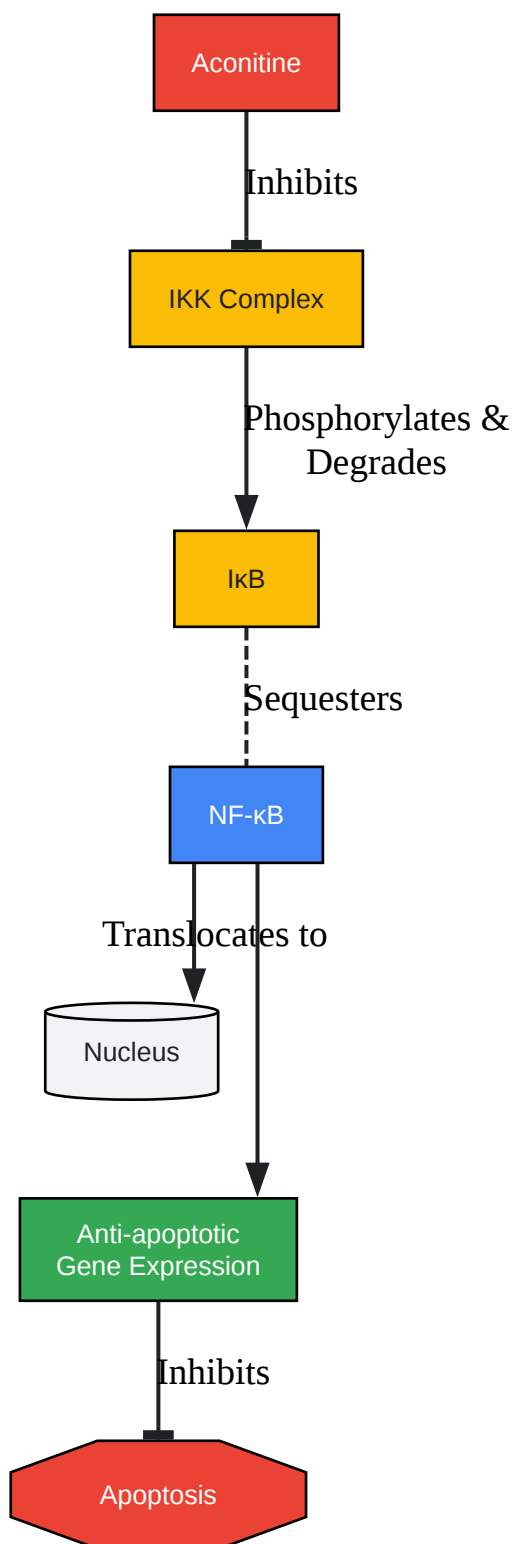 Aconitine
Inhibits
IKK Complex
Phosphorylates &
Degrades
IκB
Sequesters
NF-κB
Translocates to
Nucleus
Anti-apoptotic
Gene Expression
Inhibits
Apoptosis